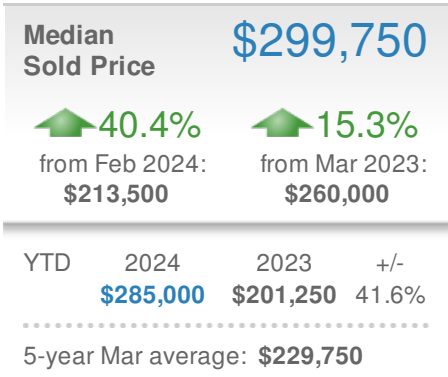 Median
Sold Price
$299,750
40.4% 15.3%
from Feb 2024: from Mar 2023:
$213,500 $260,000
YTD 2024 2023 +/-
$285,000 $201,250 41.6%
5-year Mar average: $229,750